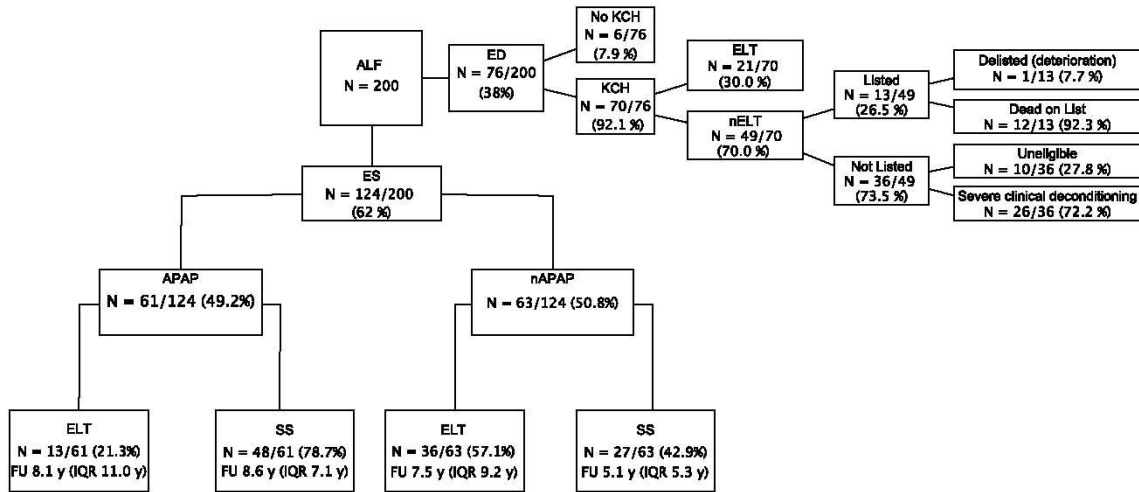 ALF
N = 200
ED
N = 76/200
(38%)
No KCH
N = 6/76
(7.9 %)
KCH
N = 70/76
(92.1 %)
ELT
N = 21/70
(30.0 %)
nELT
N = 49/70
(70.0 %)
Listed
N = 13/49
(26.5 %)
Not Listed
N = 36/49
(73.5 %)
Delisted (deterioration)
N = 1/13 (7.7 %)
Dead on List
N = 12/13 (92.3 %)
Uneligible
N = 10/36 (27.8 %)
Severe clinical deconditioning
N = 26/36 (72.2 %)
ES
N = 124/200
(62 %)
APAP
N = 61/124 (49.2%)
nAPAP
N = 63/124 (50.8%)
ELT
N = 13/61 (21.3%)
FU 8.1 y (IQR 11.0 y)
SS
N = 48/61 (78.7%)
FU 8.6 y (IQR 7.1 y)
ELT
N = 36/63 (57.1%)
FU 7.5 y (IQR 9.2 y)
SS
N = 27/63 (42.9%)
FU 5.1 y (IQR 5.3 y)